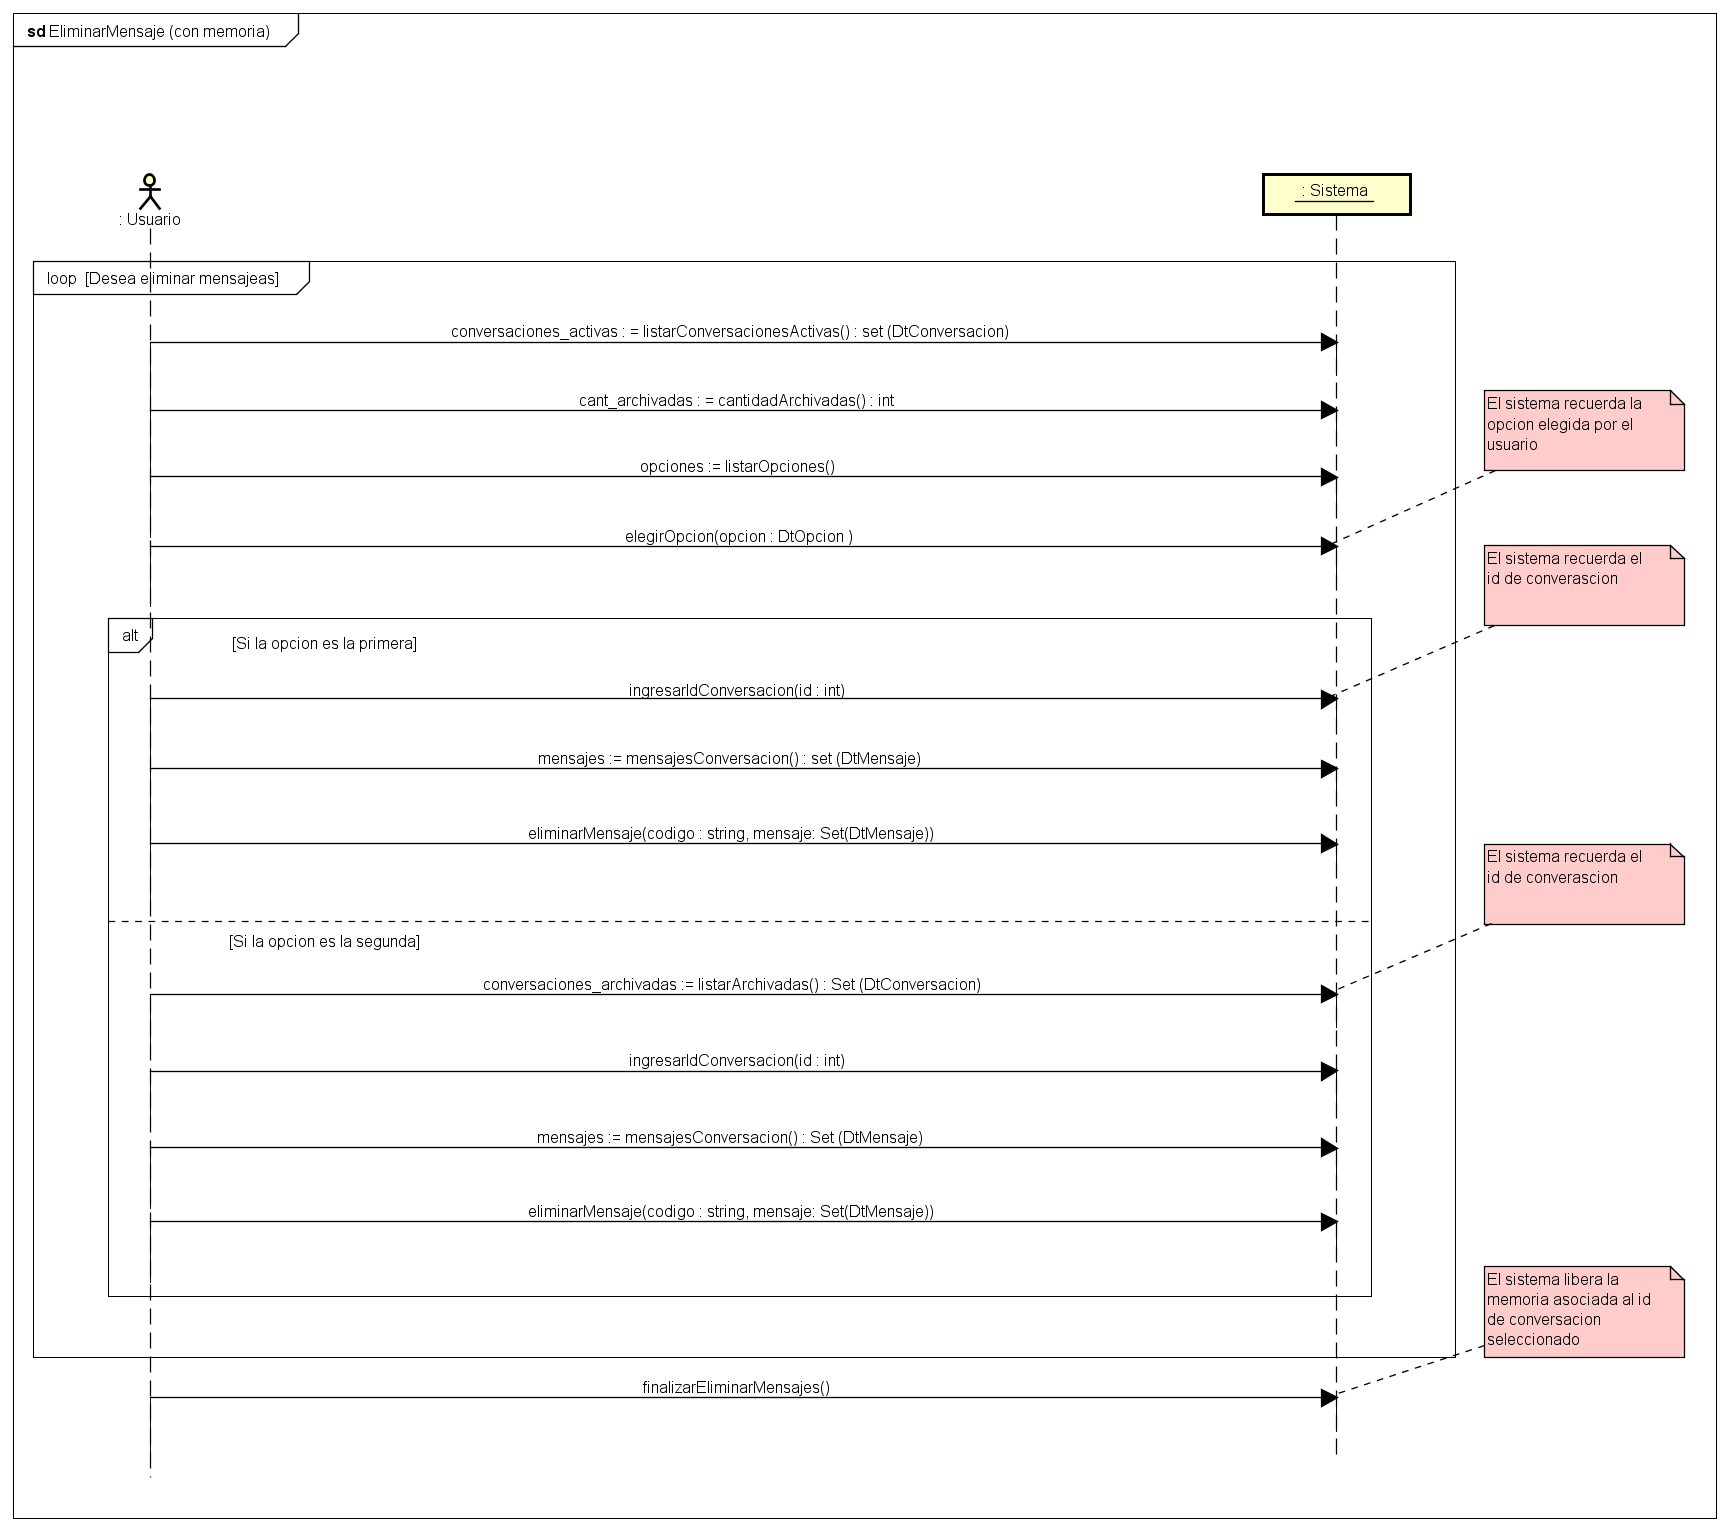 sd EliminarMensaje (con memoria)
: Usuario
: Sistema
loop [Desea eliminar mensajeas]
conversaciones_activas : = listarConversacionesActivas() : set (DtConversacion)
cant_archivadas : = cantidadArchivadas() : int
El sistema recuerda la
opcion elegida por el
usuario
opciones := listarOpciones()
elegirOpcion(opcion : DtOpcion )
El sistema recuerda el
id de converascion
alt
[Si la opcion es la primera]
ingresarIdConversacion(id : int)
mensajes := mensajesConversacion() : set (DtMensaje)
eliminarMensaje(codigo : string, mensaje: Set(DtMensaje))
El sistema recuerda el
id de converascion
[Si la opcion es la segunda]
conversaciones_archivadas := listarArchivadas() : Set (DtConversacion)
ingresarIdConversacion(id : int)
mensajes := mensajesConversacion() : Set (DtMensaje)
eliminarMensaje(codigo : string, mensaje: Set(DtMensaje))
El sistema libera la
memoria asociada al id
de conversacion
seleccionado
finalizarEliminarMensajes()